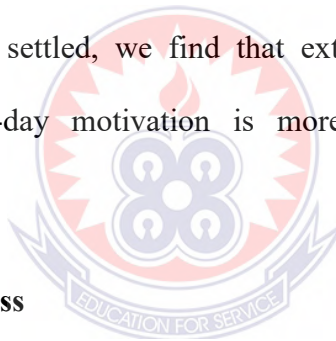 settled, we find that ext
-day motivation is more
ss
EDUCATION FOR SERVICE